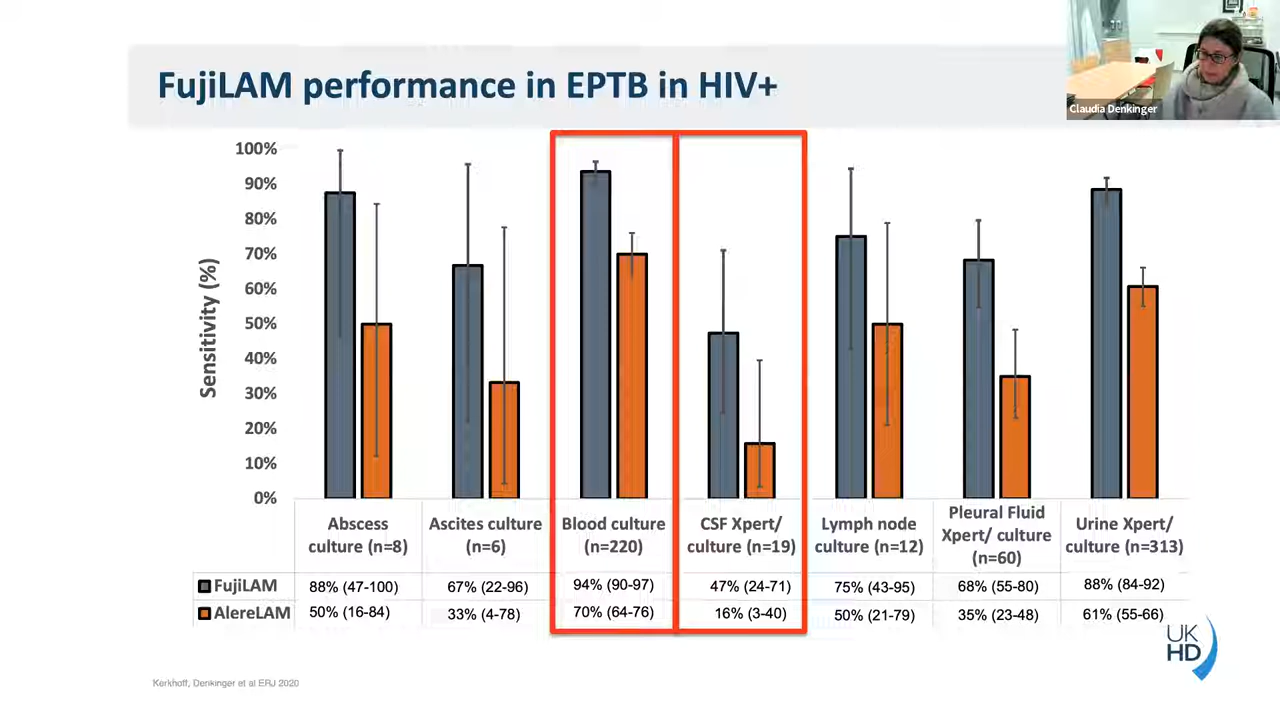 Claudia Denkinger
FujiLAM performance in EPTB in HIV+
100%
90%
80%
70%
60%
50%
40%
30%
20%
10%
0%
Sensitivity (%)
Abscess
culture (n=8)
Ascites culture
(n=6)
Blood culture
(n=220)
CSF Xpert/
culture (n=19)
Lymph node
culture (n=12)
Pleural Fluid
Xpert/ culture
(n=60)
Urine Xpert/
culture (n=313)
FujiLAM 88% (47-100) 67% (22-96) 94% (90-97) 47% (24-71) 75% (43-95) 68% (55-80) 88% (84-92)
AlereLAM 50% (16-84) 33% (4-78) 70% (64-76) 16% (3-40) 50% (21-79) 35% (23-48) 61% (55-66)
UK
HD
Kerkhoff, Denkinger et al ERJ 2020